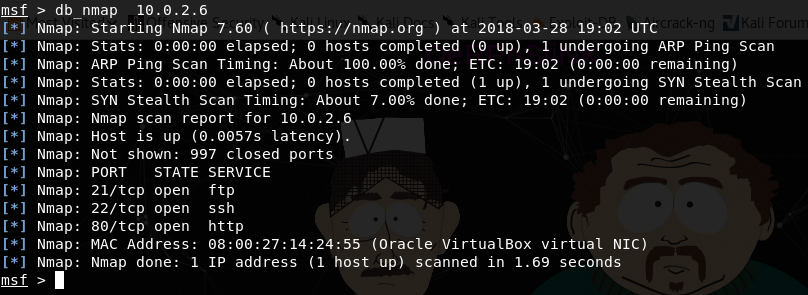 msf > db_nmap  10.0.2.6
[*] Nmap: Starting Nmap 7.60 ( https://nmap.org ) at 2018-03-28 19:02 UTC
[*] Nmap: Stats: 0:00:00 elapsed; 0 hosts completed (0 up), 1 undergoing ARP Ping Scan
[*] Nmap: ARP Ping Scan Timing: About 100.00% done; ETC: 19:02 (0:00:00 remaining)
[*] Nmap: Stats: 0:00:00 elapsed; 0 hosts completed (1 up), 1 undergoing SYN Stealth Scan
[*] Nmap: SYN Stealth Scan Timing: About 7.00% done; ETC: 19:02 (0:00:00 remaining)
[*] Nmap: Nmap scan report for 10.0.2.6
[*] Nmap: Host is up (0.0057s latency).
[*] Nmap: Not shown: 997 closed ports
[*] Nmap: PORT   STATE SERVICE
[*] Nmap: 21/tcp open  ftp
[*] Nmap: 22/tcp open  ssh
[*] Nmap: 80/tcp open  http
[*] Nmap: MAC Address: 08:00:27:14:24:55 (Oracle VirtualBox virtual NIC)
[*] Nmap: Nmap done: 1 IP address (1 host up) scanned in 1.69 seconds
msf >